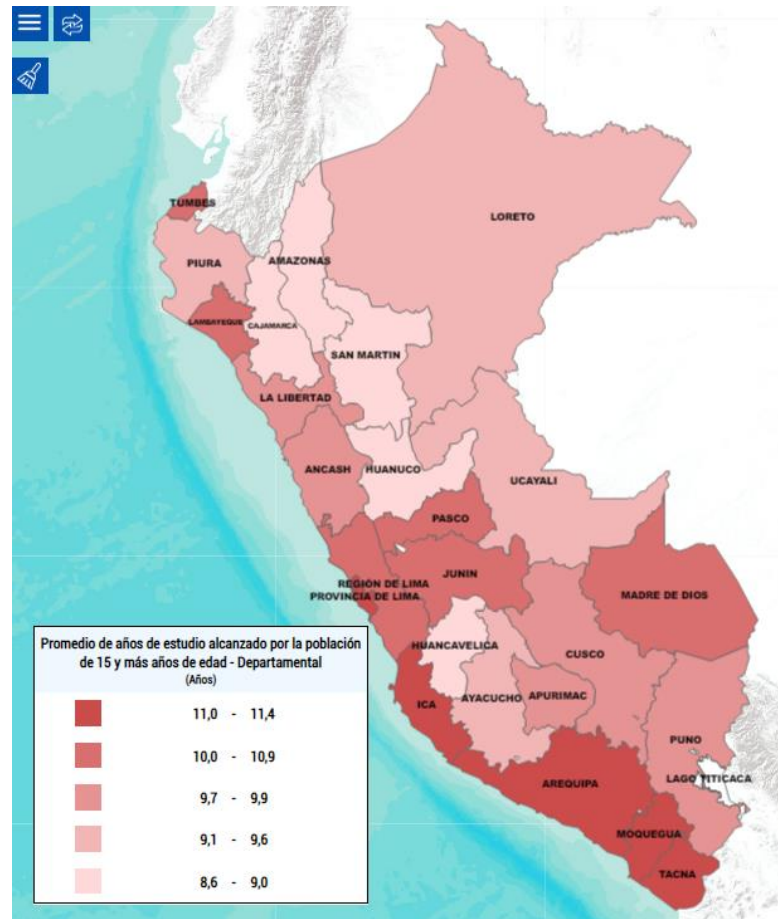 TUMBES
LORETO
PIURA
AMAZONAS
LAMBAYEQUE
CAJAMARCA
SAN MARTIN
LA LIBERTAD
ANCASH
HUANUCO
UCAYALI
PASCO
JUNIN
REGIÓN DE LIMA
PROVINCIA DE LIMA
MADRE DE DIOS
HUANCAVELICA
CUSCO
ICA
AYACUCHO
APURIMAC
PUNO
LAGO TITICACA
AREQUIPA
MOQUEGUA
TACNA
Promedio de años de estudio alcanzado por la población
de 15 y más años de edad - Departamental
(Años)
11,0 - 11,4
10,0 - 10,9
9,7 - 9,9
9,1 - 9,6
8,6 - 9,0